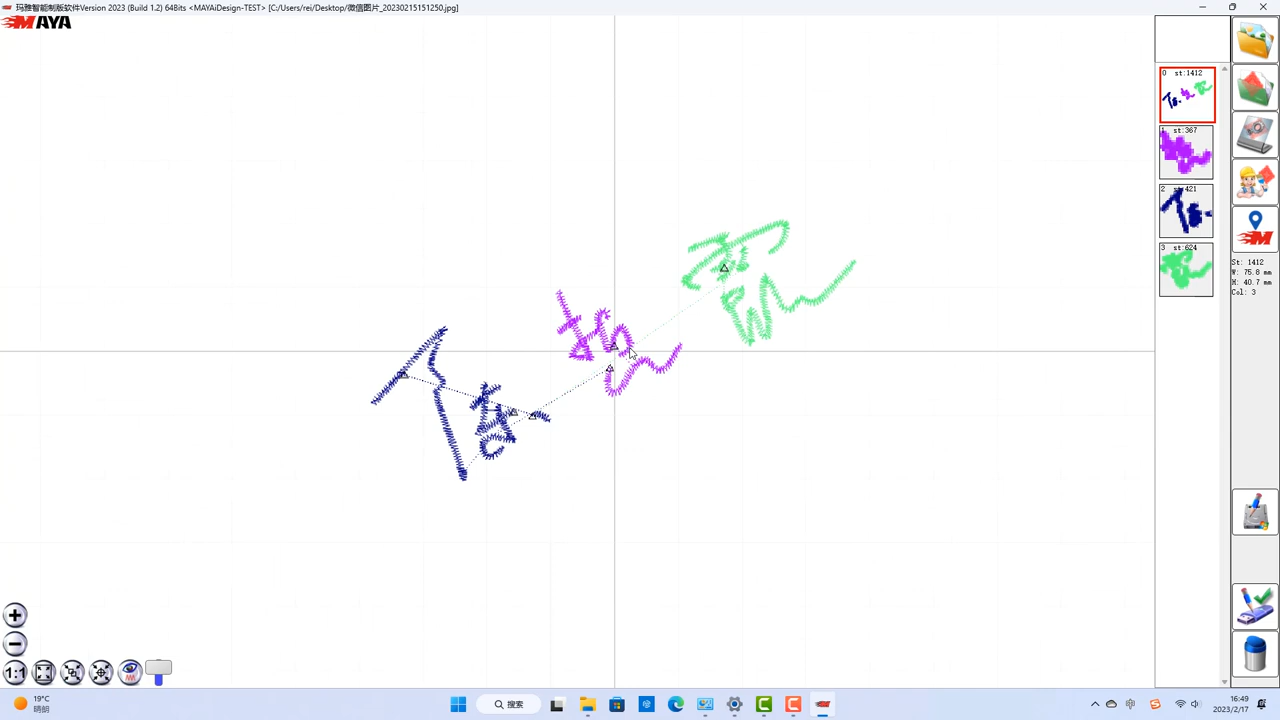 玛雅智能制版软件Version 2023 (Build 1.2) 64Bits <MAYAiDesign-TEST> [C:/Users/rei/Desktop/微信图片_20230215151250.jpg]
MAYA
0 st:1412
1 st:367
2 st:421
3 st:624
St: 1412
W: 75.8 mm
H: 40.7 mm
Col: 3
1:1
19°C
晴朗
搜索
中
16:49
2023/2/17